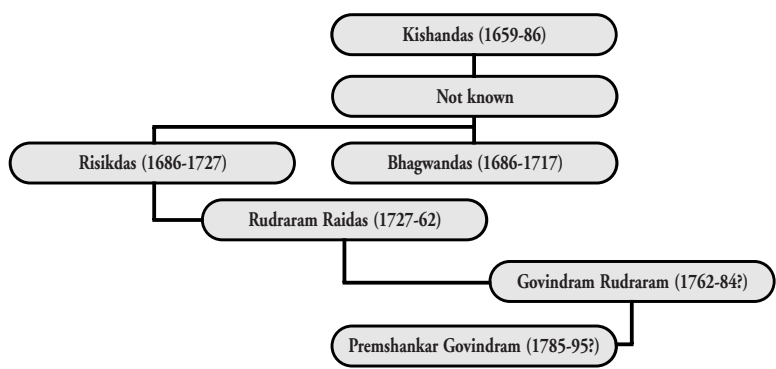 Kishandas (1659-86)
Not known
Risikdas (1686-1727)
Bhagwandas (1686-1717)
Rudraram Raidas (1727-62)
Govindram Rudraram (1762-84?)
Premshankar Govindram (1785-95?)